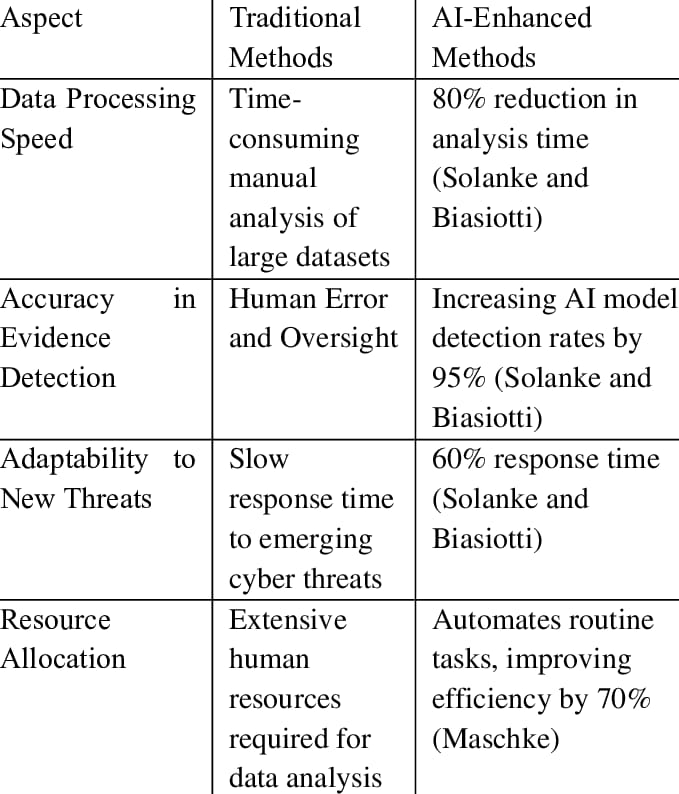 Aspect
Traditional
Methods
AI-Enhanced
Methods
Data Processing
Speed
Time-
consuming
manual
analysis of
large datasets
80% reduction in
analysis time
(Solanke and
Biasiotti)
Accuracy in
Evidence
Detection
Human Error
and Oversight
Increasing AI model
detection rates by
95% (Solanke and
Biasiotti)
Adaptability to
New Threats
Slow
response time
to emerging
cyber threats
60% response time
(Solanke and
Biasiotti)
Resource
Allocation
Extensive
human
resources
required for
data analysis
Automates routine
tasks, improving
efficiency by 70%
(Maschke)